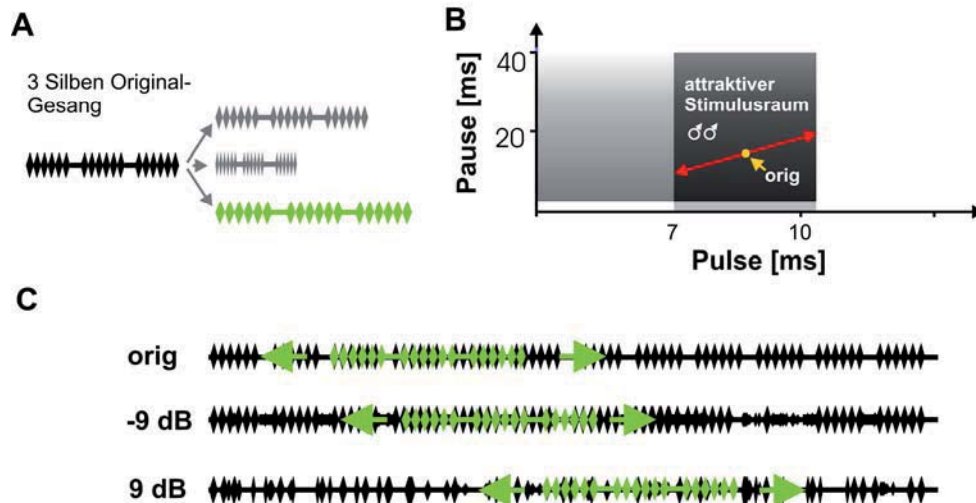 A
3 Silben Original-
Gesang
B
Pause [ms]
40
20
attraktiver
Stimulusraum
♂♂
orig
7
10
Pulse [ms]
C
orig
-9 dB
9 dB